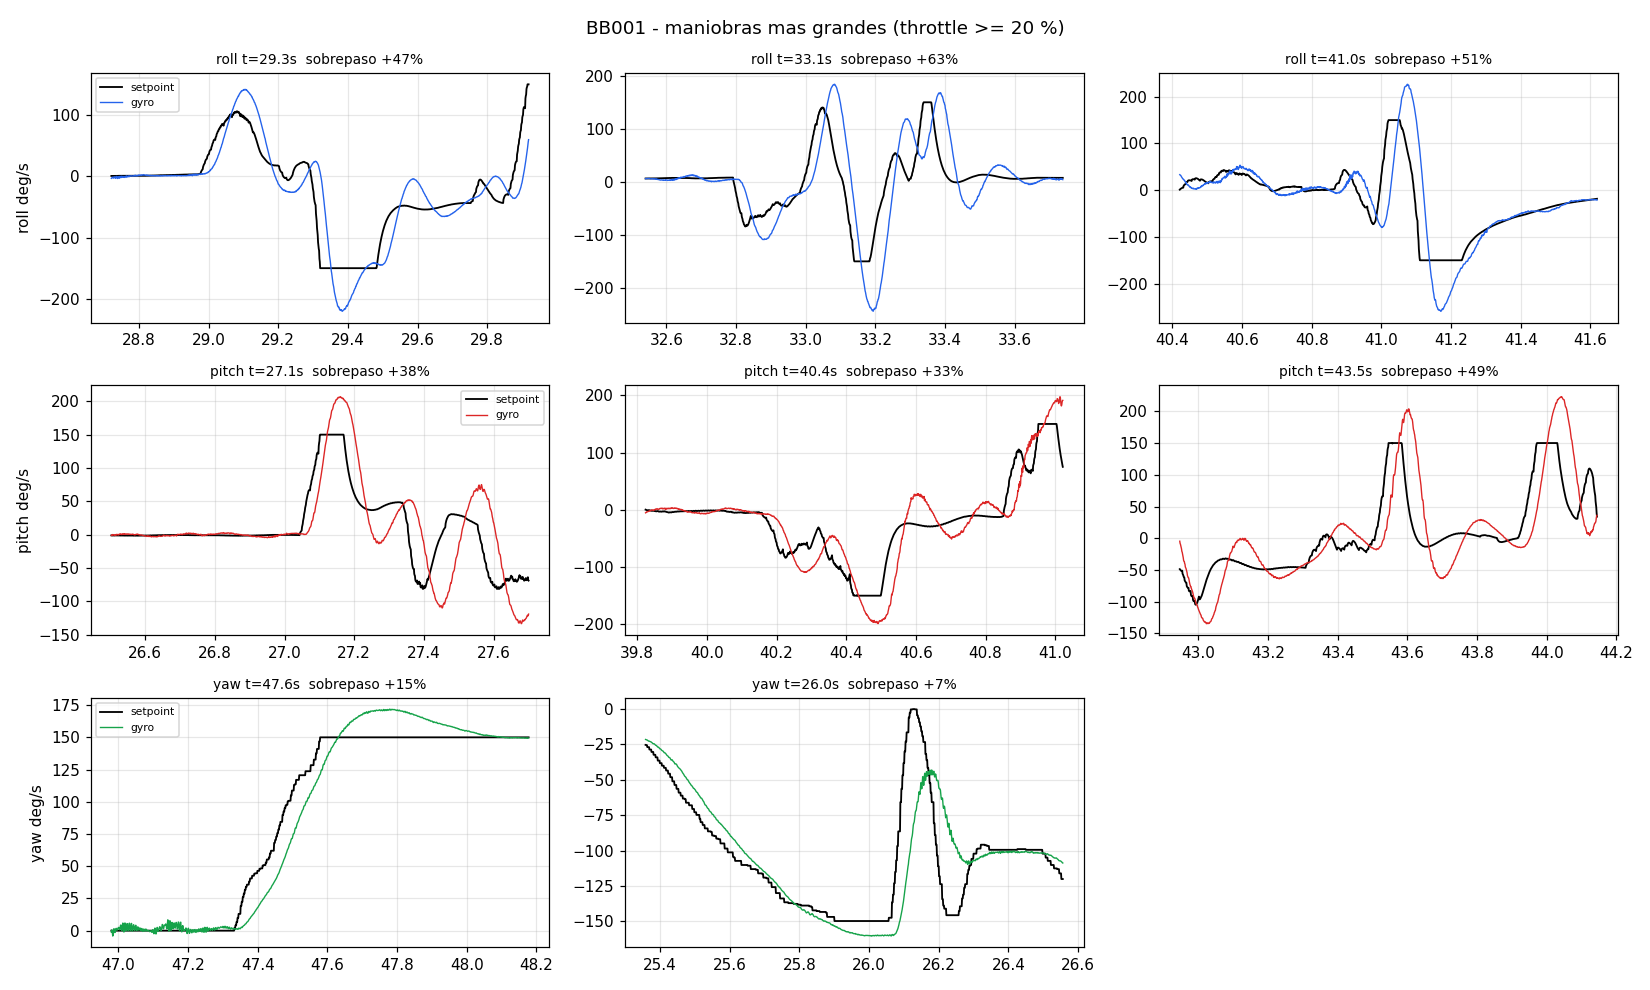 BB001 - maniobras mas grandes (throttle >= 20 %)
roll t=29.3s  sobrepaso +47%
roll t=33.1s  sobrepaso +63%
roll t=41.0s  sobrepaso +51%
setpoint
gyro
roll deg/s
100
0
−100
−200
28.8 29.0 29.2 29.4 29.6 29.8
200
100
0
−100
−200
32.6 32.8 33.0 33.2 33.4 33.6
200
100
0
−100
−200
40.4 40.6 40.8 41.0 41.2 41.4 41.6
pitch t=27.1s  sobrepaso +38%
pitch t=40.4s  sobrepaso +33%
pitch t=43.5s  sobrepaso +49%
setpoint
gyro
pitch deg/s
200
150
100
50
0
−50
−100
−150
26.6 26.8 27.0 27.2 27.4 27.6
200
100
0
−100
−200
39.8 40.0 40.2 40.4 40.6 40.8 41.0
200
150
100
50
0
−50
−100
−150
43.0 43.2 43.4 43.6 43.8 44.0 44.2
yaw t=47.6s  sobrepaso +15%
yaw t=26.0s  sobrepaso +7%
setpoint
gyro
yaw deg/s
175
150
125
100
75
50
25
0
47.0 47.2 47.4 47.6 47.8 48.0 48.2
0
−25
−50
−75
−100
−125
−150
25.4 25.6 25.8 26.0 26.2 26.4 26.6